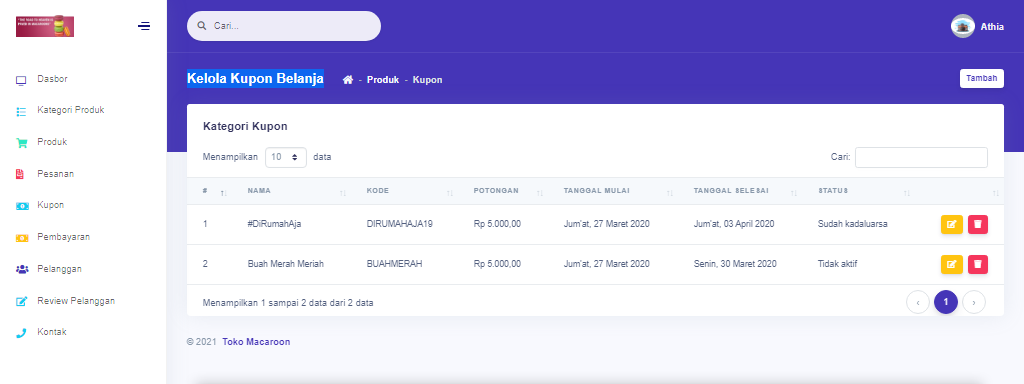 Cari...
Athia
Dasbor
Kategori Produk
Produk
Pesanan
Kupon
Pembayaran
Pelanggan
Review Pelanggan
Kontak
Kelola Kupon Belanja - Produk - Kupon
Tambah
Kategori Kupon
Menampilkan 10 data
Cari:
# NAMA KODE POTONGAN TANGGAL MULAI TANGGAL SELESAI STATUS
1 #DiRumahAja DIRUMAHAJA19 Rp 5.000,00 Jum'at, 27 Maret 2020 Jum'at, 03 April 2020 Sudah kadaluarsa
2 Buah Merah Meriah BUAHMERAH Rp 5.000,00 Jum'at, 27 Maret 2020 Senin, 30 Maret 2020 Tidak aktif
Menampilkan 1 sampai 2 data dari 2 data
‹ 1 ›
© 2021 Toko Macaroon